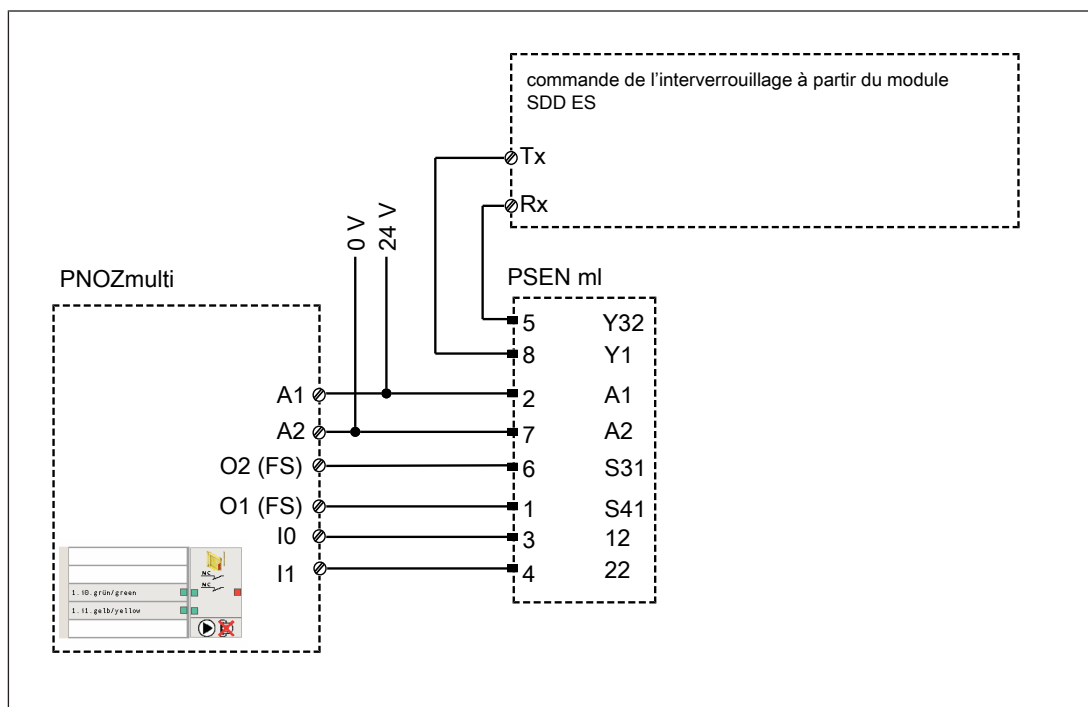 commande de l'interverrouillage à partir du module
SDD ES
Tx
Rx
0 V
24 V
PNOZmulti
PSEN ml
5 Y32
8 Y1
A1 2 A1
A2 7 A2
O2 (FS) 6 S31
O1 (FS) 1 S41
I0 3 12
I1 4 22
NC
NC
1. i0.grün/green
1. i1.gelb/yellow